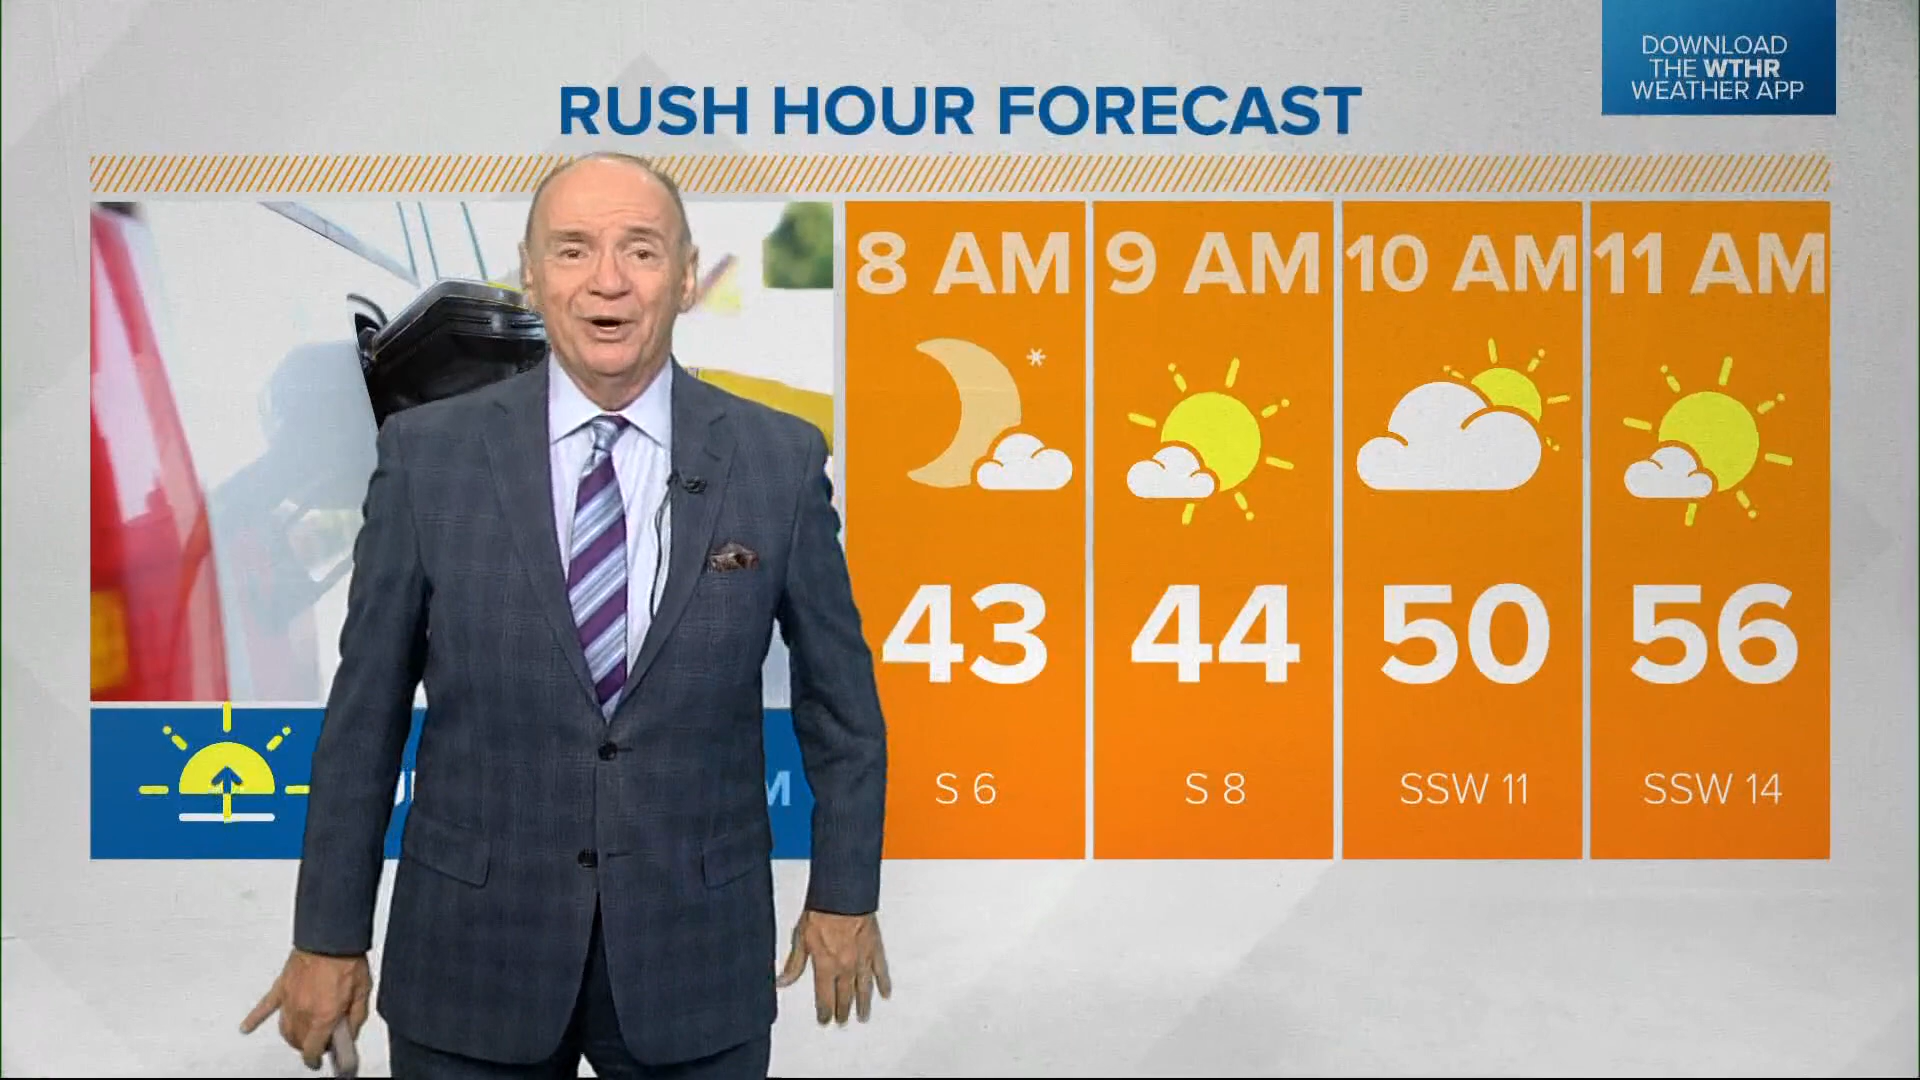 DOWNLOAD
THE WTHR
WEATHER APP
RUSH HOUR FORECAST
8 AM 9 AM 10 AM 11 AM
43 44 50 56
S 6 S 8 SSW 11 SSW 14